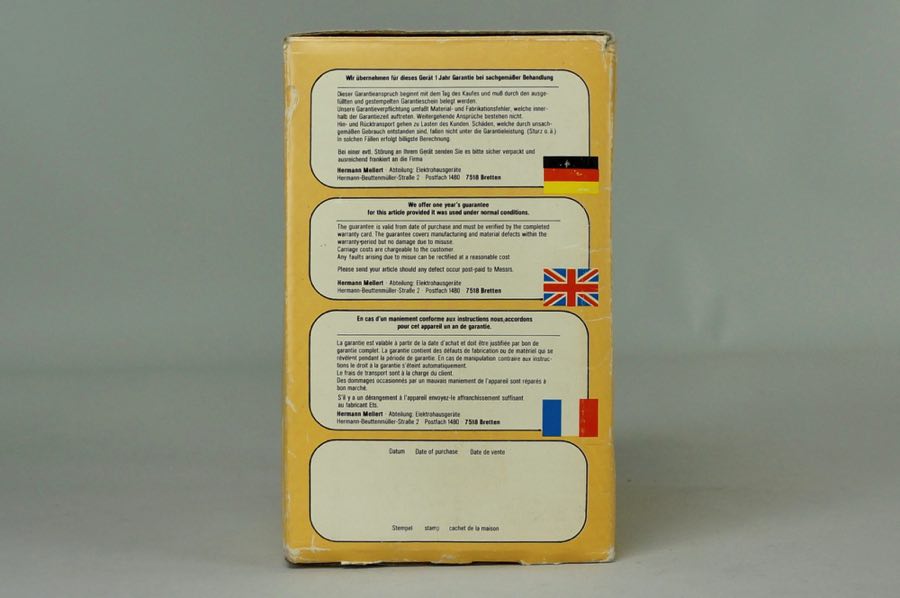 Wir übernehmen für dieses Gerät 1 Jahr Garantie bei sachgemäßer Behandlung
Dieser Garantieanspruch beginnt mit dem Tag des Kaufes und muß durch den ausge-
füllten und gestempelten Garantieschein belegt werden.
Unsere Garantieverpflichtung umfaßt Material- und Fabrikationsfehler, welche inner-
halb der Garantiezeit auftreten. Weitergehende Ansprüche bestehen nicht.
Hin- und Rücktransport gehen zu Lasten des Kunden. Schäden, welche durch unsach-
gemäßen Gebrauch entstanden sind, fallen nicht unter die Garantieleistung. (Sturz o. ä.)
In solchen Fällen erfolgt billigste Berechnung.
Bei einer evtl. Störung an Ihrem Gerät senden Sie es bitte sicher verpackt und
ausreichend frankiert an die Firma
Hermann Mellert · Abteilung: Elektrohausgeräte
Hermann-Beuttenmüller-Straße 2 · Postfach 1480 · 7518 Bretten
We offer one year's guarantee
for this article provided it was used under normal conditions.
The guarantee is valid from date of purchase and must be verified by the completed
warranty card. The guarantee covers manufacturing and material defects within the
warranty-period but no damage due to misuse.
Carriage costs are chargeable to the customer.
Any faults arising due to misue can be rectified at a reasonable cost
Please send your article should any defect occur post-paid to Messrs.
Hermann Mellert · Abteilung: Elektrohausgeräte
Hermann-Beuttenmüller-Straße 2 · Postfach 1480 · 7518 Bretten
En cas d'un maniement conforme aux instructions nous,accordons
pour cet appareil un an de garantie.
La garantie est valable à partir de la date d'achat et doit être justifiée par bon de
garantie complet. La garantie contient des défauts de fabrication ou de matériel qui se
révèlent pendant la période de garantie. En cas de manipulation contraire aux instruc-
tions le droit à la garantie s'éteint automatiquement.
Le frais de transport sont à la charge du client.
Des dommages occasionnés par un mauvais maniement de l'appareil sont réparés à
bon marché.
S'il y a un dérangement à l'appareil envoyez-le affranchissement suffisant
au fabricant Ets.
Hermann Mellert · Abteilung: Elektrohausgeräte
Hermann-Beuttenmüller-Straße 2 · Postfach 1480 · 7518 Bretten
Datum Date of purchase Date de vente
Stempel stamp cachet de la maison